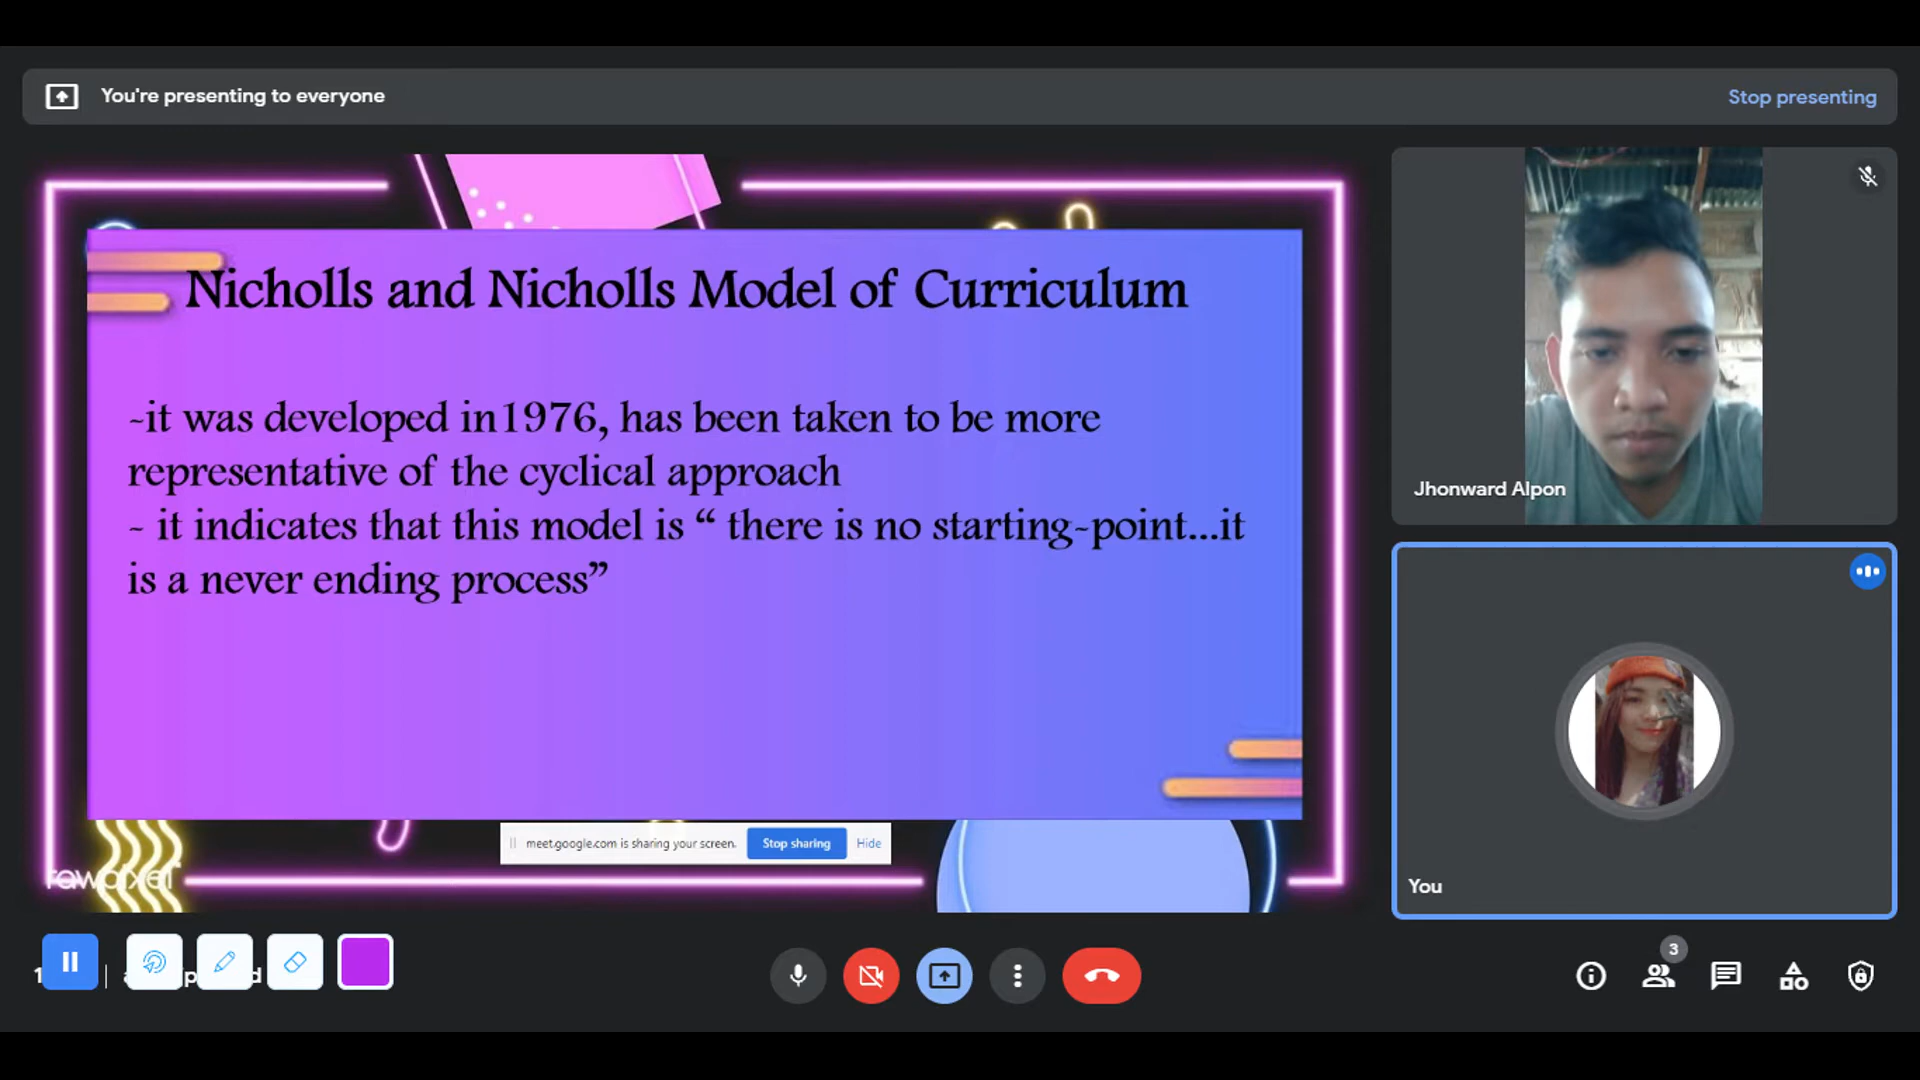 You're presenting to everyone
Stop presenting
Nicholls and Nicholls Model of Curriculum
-it was developed in1976, has been taken to be more
representative of the cyclical approach
- it indicates that this model is “ there is no starting-point...it
is a never ending process”
meet.google.com is sharing your screen.
Stop sharing
Hide
rawpixel
Jhonward Alpon
You
3